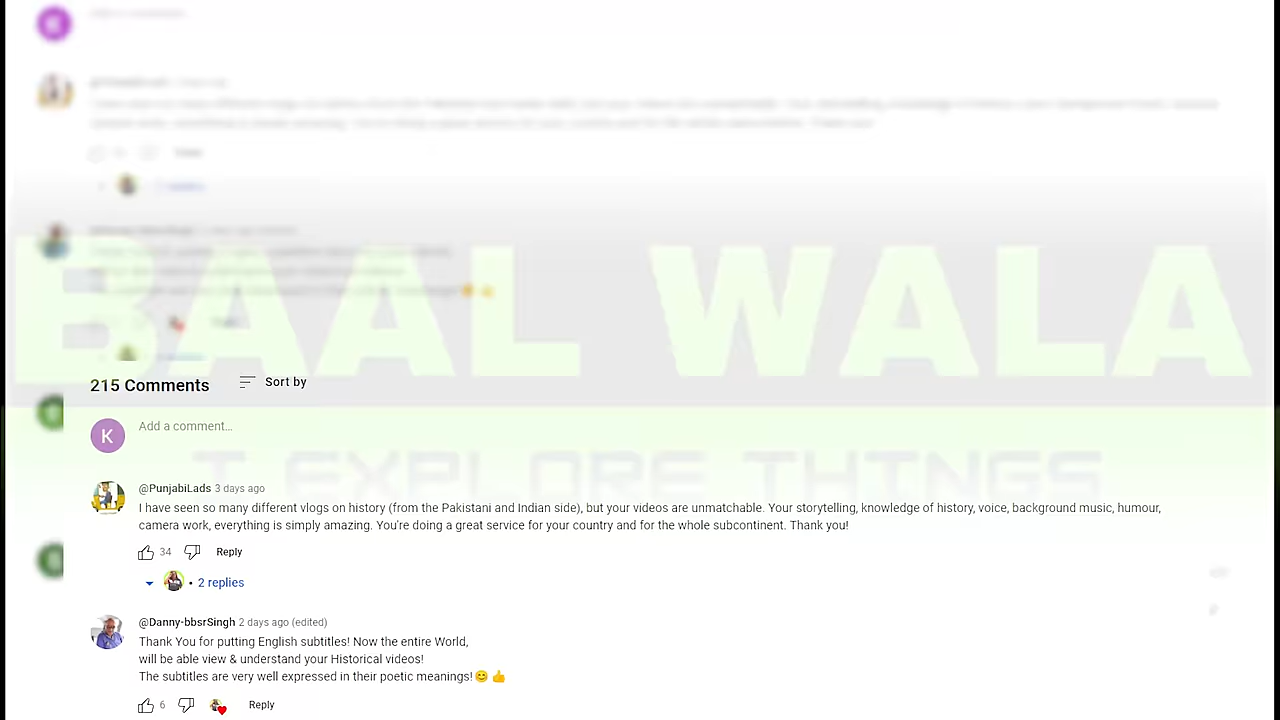 BAAL WALA
215 Comments
Sort by
K
Add a comment...
T EXPLORE THINGS
@PunjabiLads 3 days ago
I have seen so many different vlogs on history (from the Pakistani and Indian side), but your videos are unmatchable. Your storytelling, knowledge of history, voice, background music, humour,
camera work, everything is simply amazing. You're doing a great service for your country and for the whole subcontinent. Thank you!
34 Reply
2 replies
@Danny-bbsrSingh 2 days ago (edited)
Thank You for putting English subtitles! Now the entire World,
will be able view & understand your Historical videos!
The subtitles are very well expressed in their poetic meanings!😊 👍
6 Reply